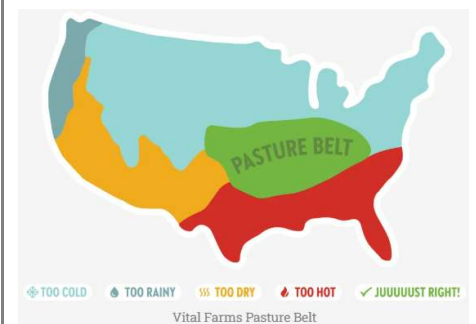 PASTURE BELT
TOO COLD TOO RAINY TOO DRY TOO HOT JUUUUUST RIGHT!
Vital Farms Pasture Belt